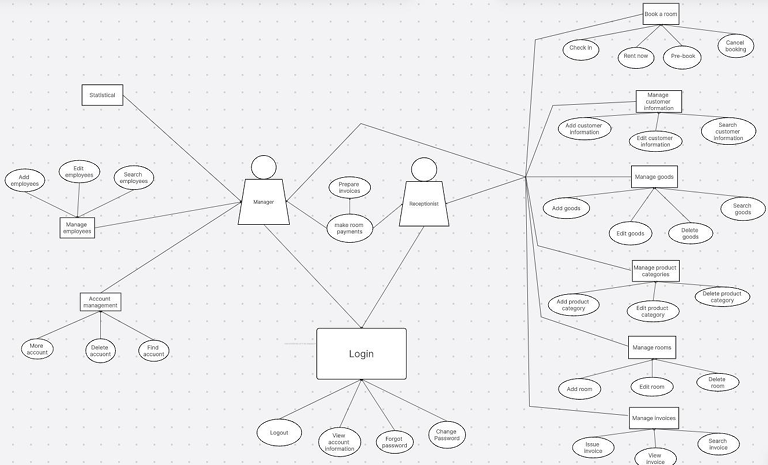 Book a room
Check In
Rent now
Pre-book
Cancel
booking
Statistical
Manage
customer
information
Add customer
information
Edit customer
information
Search
customer
information
Add
employees
Edit
employees
Search
employees
Manage
employees
Manager
Prepare
invoices
make room
payments
Receptionist
Manage goods
Add goods
Edit goods
Delete
goods
Search
goods
Manage product
categories
Add product
category
Edit product
category
Delete product
category
Account
management
More
account
Delete
account
Find
account
Login
Logout
View
account
information
Forgot
password
Change
Password
Manage rooms
Add room
Edit room
Delete
room
Manage Invoices
Issue
invoice
View
invoice
Search
Invoice